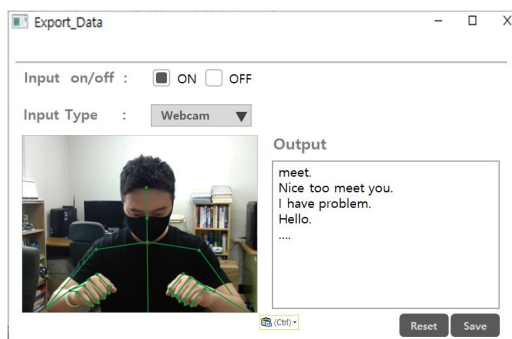 Export_Data
Input on/off :
ON
OFF
Input Type :
Webcam
Output
meet.
Nice too meet you.
I have problem.
Hello.
....
(Ctrl)
Reset
Save